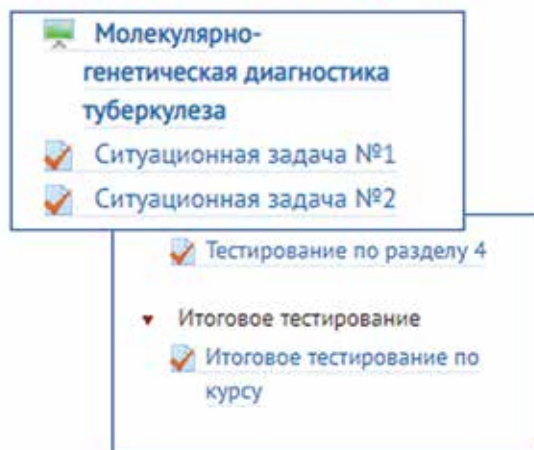 Молекулярно-
генетическая диагностика
туберкулеза
Ситуационная задача №1
Ситуационная задача №2
Тестирование по разделу 4
Итоговое тестирование
Итоговое тестирование по
курсу